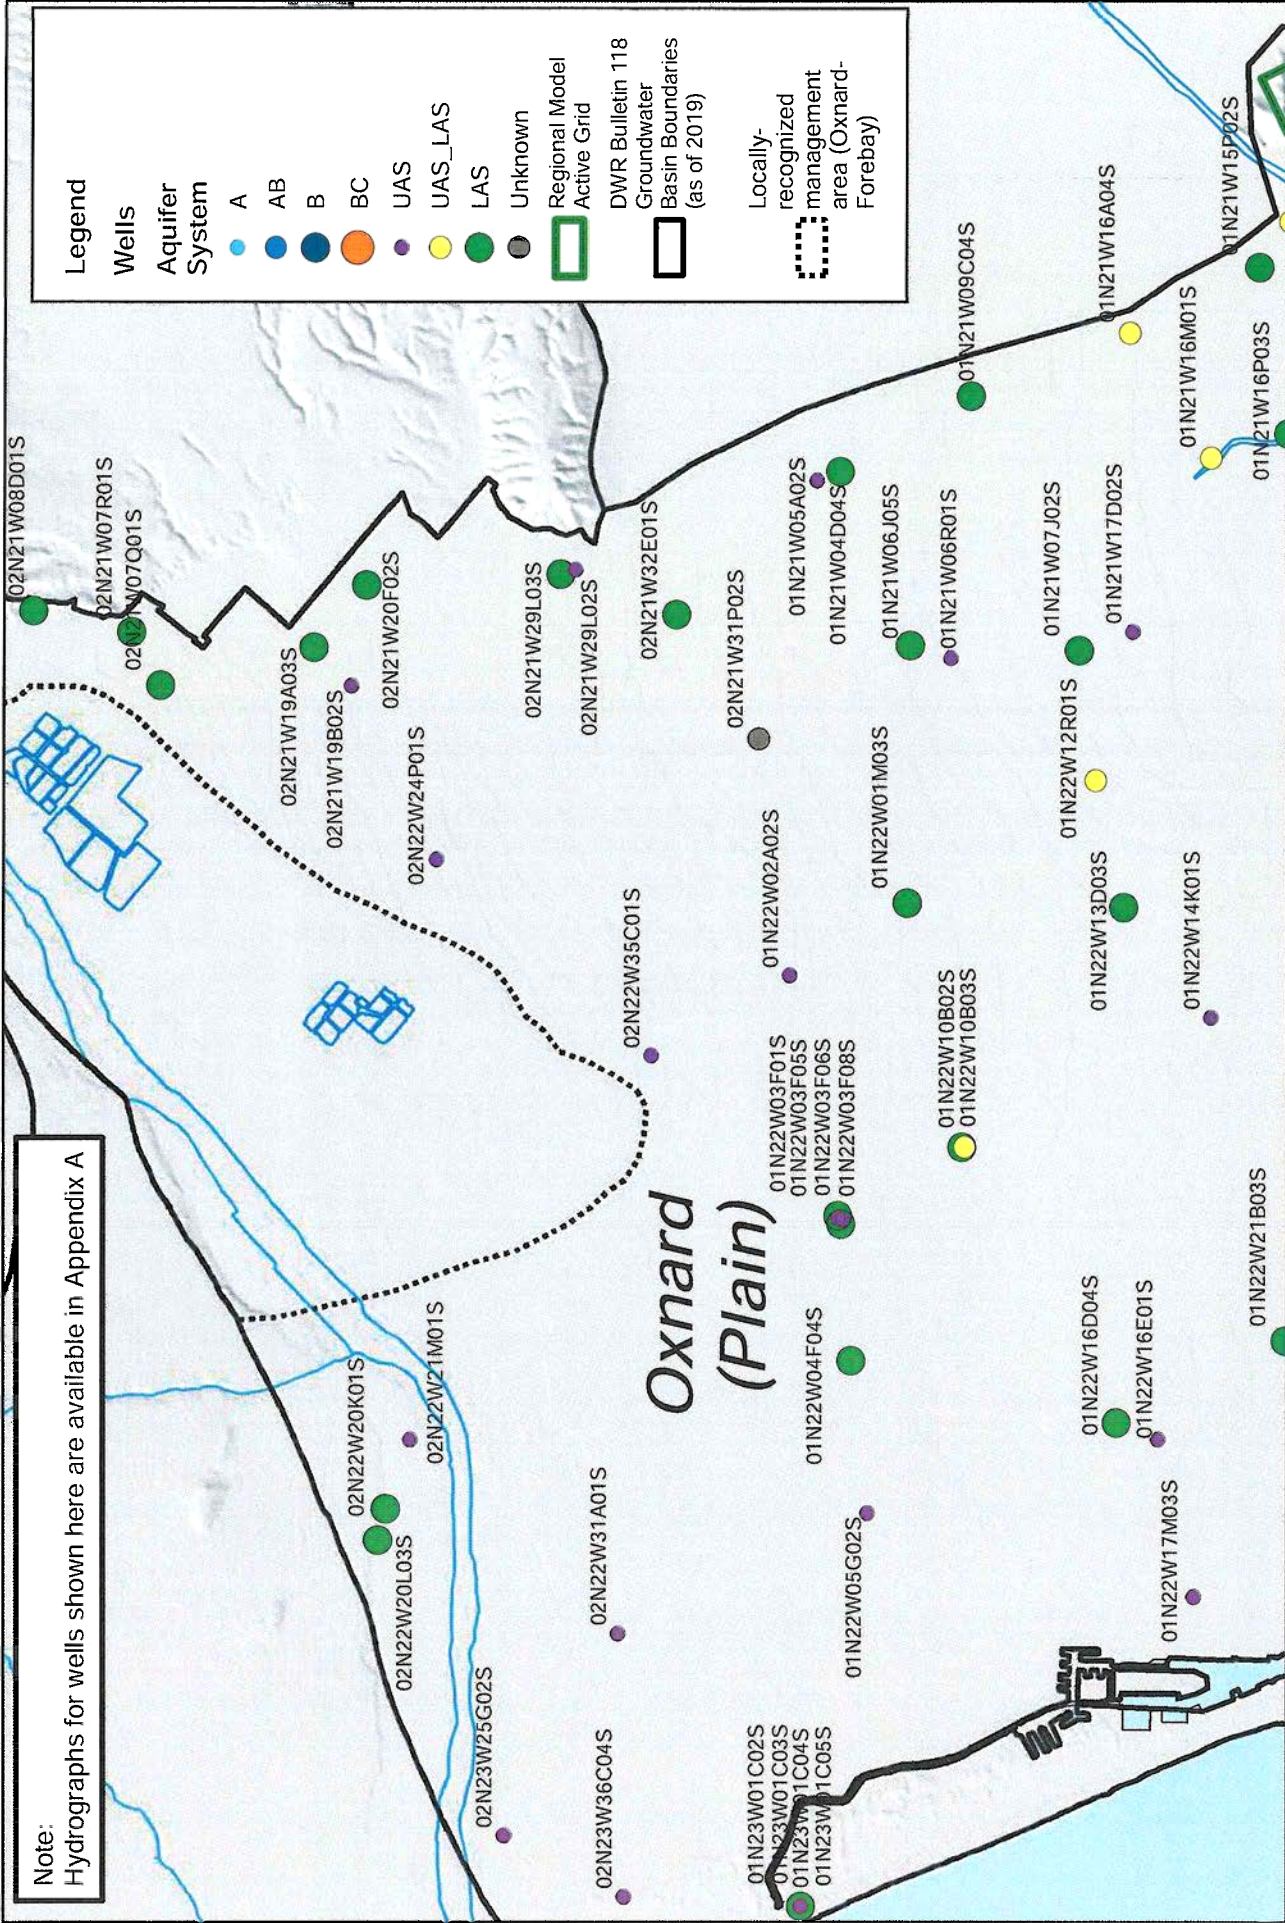 Note:
Hydrographs for wells shown here are available in Appendix A
Legend
Wells
Aquifer
System
A
AB
B
BC
UAS
UAS_LAS
LAS
Unknown
Regional Model
Active Grid
DWR Bulletin 118
Groundwater
Basin Boundaries
(as of 2019)
Locally-
recognized
management
area (Oxnard-
Forebay)
02N21W08D01S
02N21W07R01S
02N21W07Q01S
02N21W19A03S
02N21W19B02S
02N21W20F02S
02N22W24P01S
02N22W20K01S
02N22W20L03S
02N22W21M01S
02N23W25G02S
02N21W29L03S
02N21W29L02S
02N21W32E01S
02N22W35C01S
02N22W31A01S
02N23W36C04S
Oxnard
(Plain)
02N21W31P02S
01N21W05A02S
01N21W04D04S
01N22W02A02S
01N22W03F01S
01N22W03F05S
01N22W03F06S
01N22W03F08S
01N22W04F04S
01N22W05G02S
01N23W01C02S
01N23W01C03S
01N23W01C04S
01N23W01C05S
01N21W06J05S
01N21W06R01S
01N22W01M03S
01N21W09C04S
01N22W10B02S
01N22W10B03S
01N21W07J02S
01N21W17D02S
01N22W12R01S
01N22W13D03S
01N22W14K01S
01N22W16D04S
01N22W16E01S
01N22W17M03S
01N21W16A04S
01N21W16M01S
01N21W15P02S
01N21W16P03S
01N22W21B03S